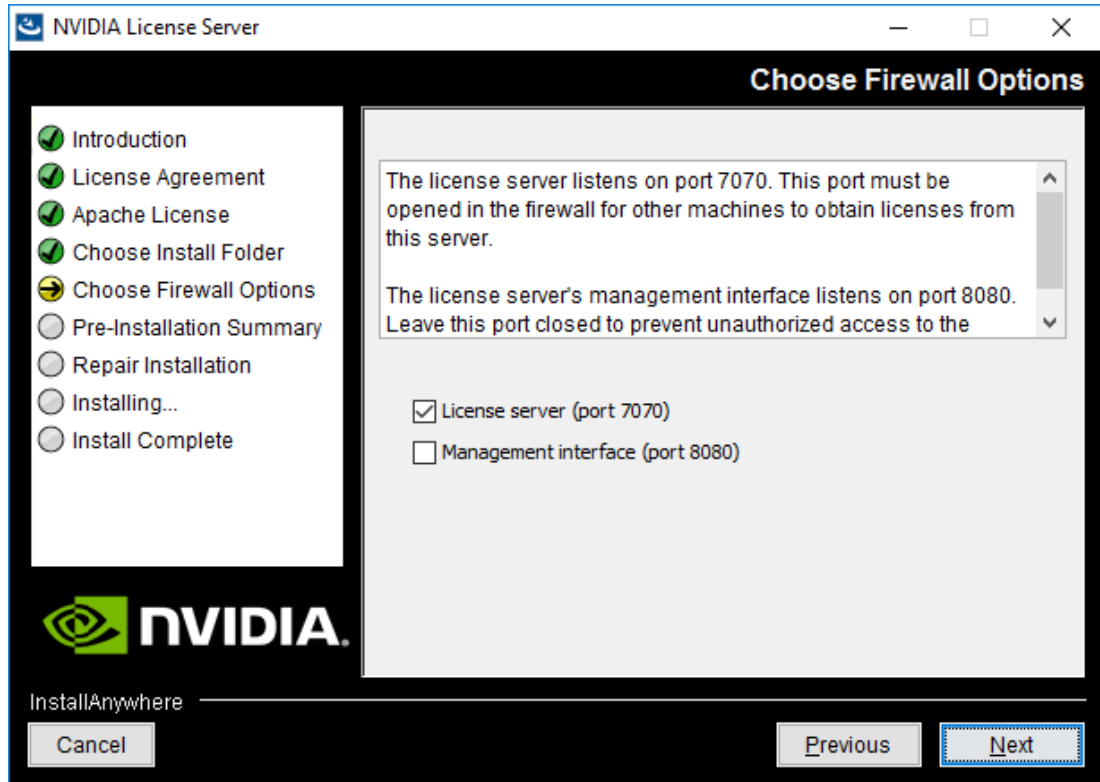 NVIDIA License Server
Choose Firewall Options
Introduction
License Agreement
Apache License
Choose Install Folder
Choose Firewall Options
Pre-Installation Summary
Repair Installation
Installing...
Install Complete
The license server listens on port 7070. This port must be
opened in the firewall for other machines to obtain licenses from
this server.
The license server's management interface listens on port 8080.
Leave this port closed to prevent unauthorized access to the
License server (port 7070)
Management interface (port 8080)
NVIDIA.
InstallAnywhere
Cancel
Previous
Next